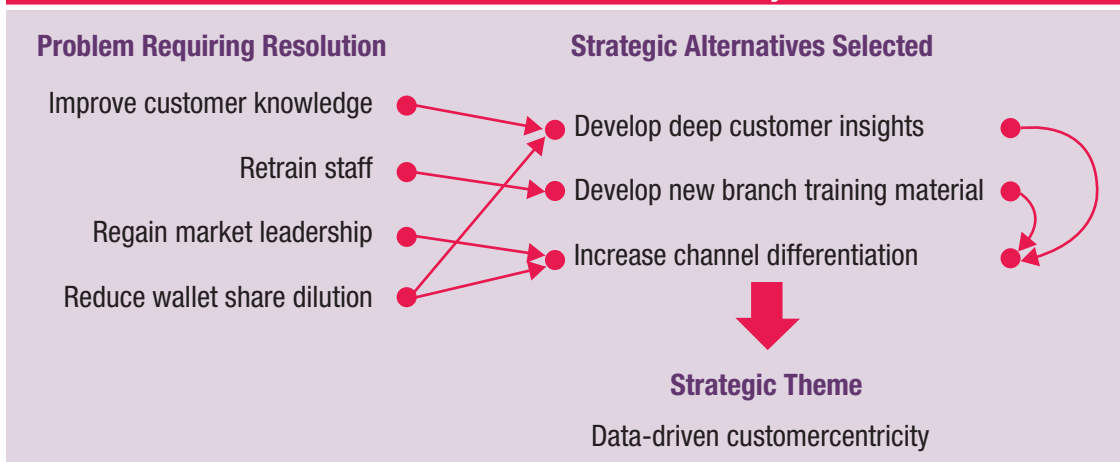 Problem Requiring Resolution
Strategic Alternatives Selected
Improve customer knowledge
Retrain staff
Regain market leadership
Reduce wallet share dilution
Develop deep customer insights
Develop new branch training material
Increase channel differentiation
Strategic Theme
Data-driven customercentricity